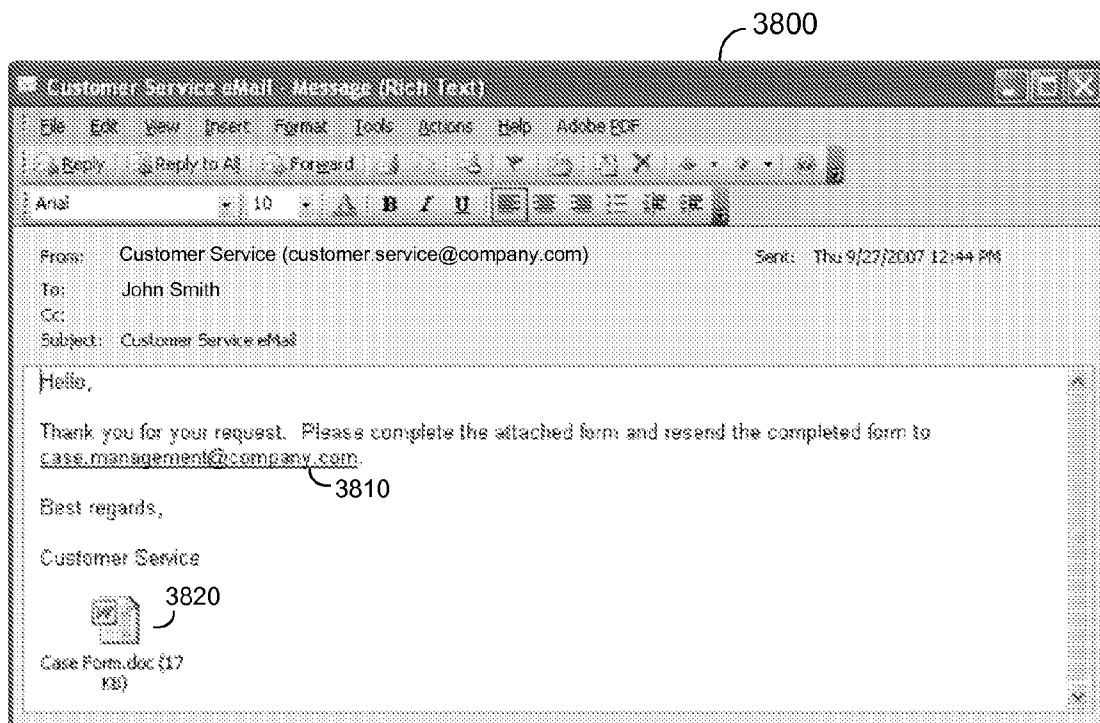 3800
Customer Service eMail - Message (Rich Text)
File Edit View Insert Format Tools Actions Help Adobe PDF
Reply Reply to All Forward
Arial 10 A B I U
From: Customer Service (customer.service@company.com) Sent: Thu 9/27/2007 12:44 PM
To: John Smith
Cc:
Subject: Customer Service eMail
Hello,
Thank you for your request. Please complete the attached form and resend the completed form to
case.management@company.com.
3810
Best regards,
Customer Service
3820
Case Form.doc (17
KB)